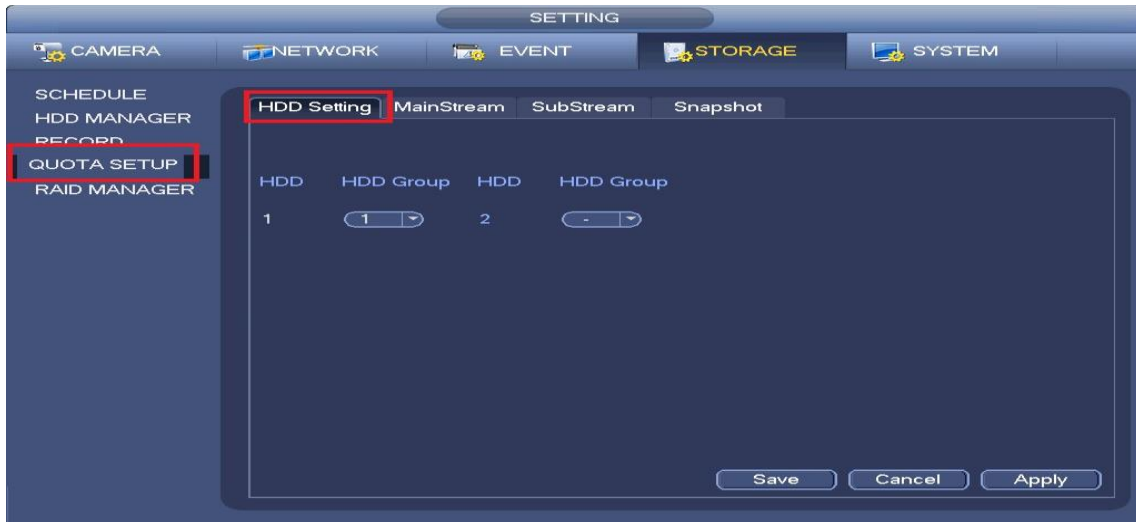 SETTING
CAMERA NETWORK EVENT STORAGE SYSTEM
SCHEDULE
HDD MANAGER
RECORD
QUOTA SETUP
RAID MANAGER
HDD Setting MainStream SubStream Snapshot
HDD HDD Group HDD HDD Group
1 1 2 -
Save Cancel Apply